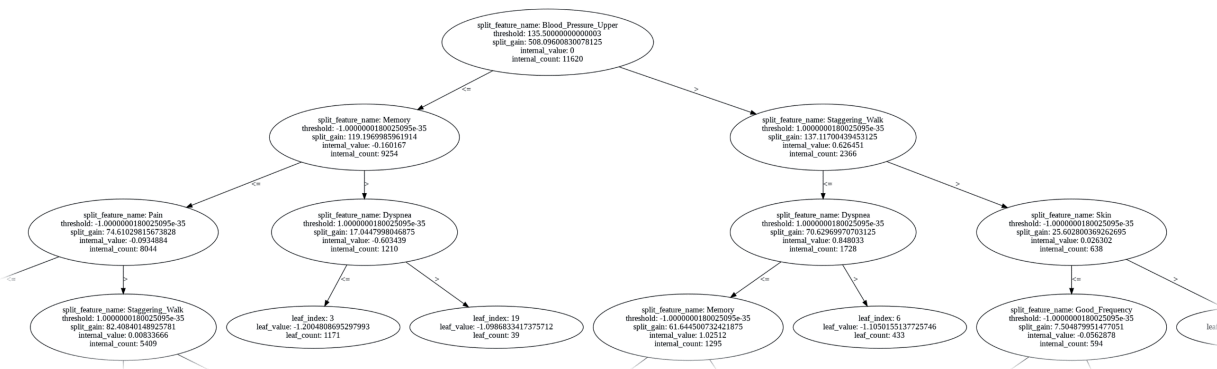 split_feature_name: Blood_Pressure_Upper
threshold: 135.50000000000003
split_gain: 508.09600830078125
internal_value: 0
internal_count: 11620
<=
>
split_feature_name: Memory
threshold: -1.0000000180025095e-35
split_gain: 119.1969985961914
internal_value: -0.160167
internal_count: 9254
split_feature_name: Staggering_Walk
threshold: 1.0000000180025095e-35
split_gain: 137.11700439453125
internal_value: 0.626451
internal_count: 2366
<=
>
<=
>
split_feature_name: Pain
threshold: -1.0000000180025095e-35
split_gain: 74.61029815673828
internal_value: -0.0934884
internal_count: 8044
split_feature_name: Dyspnea
threshold: 1.0000000180025095e-35
split_gain: 17.0447998046875
internal_value: -0.603439
internal_count: 1210
split_feature_name: Dyspnea
threshold: 1.0000000180025095e-35
split_gain: 70.62969970703125
internal_value: 0.848033
internal_count: 1728
split_feature_name: Skin
threshold: -1.0000000180025095e-35
split_gain: 25.602800369262695
internal_value: 0.026302
internal_count: 638
<=
>
<=
>
<=
>
<=
>
split_feature_name: Staggering_Walk
threshold: 1.0000000180025095e-35
split_gain: 82.40840148925781
internal_value: 0.00833666
internal_count: 5409
leaf_index: 3
leaf_value: -1.2004808695297993
leaf_count: 1171
leaf_index: 19
leaf_value: -1.0986833417375712
leaf_count: 39
split_feature_name: Memory
threshold: -1.0000000180025095e-35
split_gain: 61.644500732421875
internal_value: 1.02512
internal_count: 1295
leaf_index: 6
leaf_value: -1.1050155137725746
leaf_count: 433
split_feature_name: Good_Frequency
threshold: -1.0000000180025095e-35
split_gain: 7.504879951477051
internal_value: -0.0562878
internal_count: 594